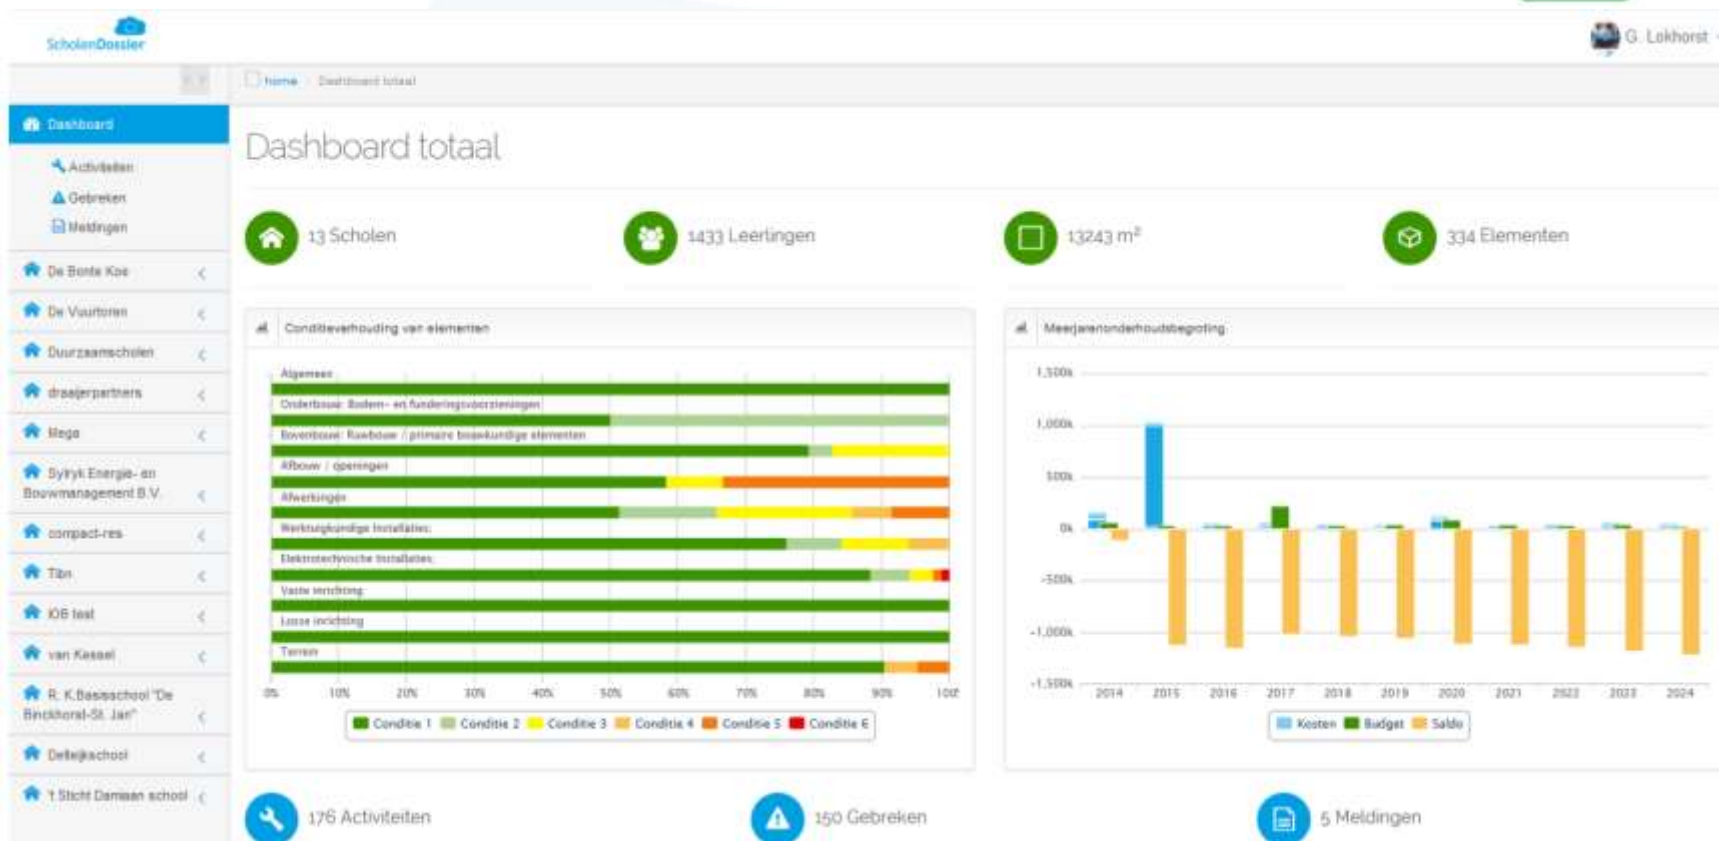 ScholenDossier
G. Lokhorst
home Dashboard totaal
Dashboard
Activiteiten
Gebreken
Meldingen
De Bonte Koe
De Vuurtoren
Duurzaamscholen
draaijerpartners
Mega
Sylryk Energie- en
Bouwmanagement B.V.
compact-res
Tibn
IOB test
van Kessel
R. K.Basisschool "De
Binckhorst-St. Jan"
't Sticht Damiaan school
Dashboard totaal
13 Scholen
1433 Leerlingen
13243 m²
334 Elementen
Conditieverhouding van elementen
Algemeen
Onderbouw: Bodem- en funderingsvoorzieningen
Bovenbouw: Ruwbouw / primaire bouwkundige elementen
Afbouw / openingen
Afwerkingen
Werktuigkundige Installaties:
Elektrotechnische Installaties:
Vaste inrichting
Losse inrichting
Terrein
0% 10% 20% 30% 40% 50% 60% 70% 80% 90% 100%
Conditie 1 Conditie 2 Conditie 3 Conditie 4 Conditie 5 Conditie 6
Meerjarenonderhoudsbegroting
1,500k
1,000k
500k
0k
-500k
-1,000k
-1,500k
2014 2015 2016 2017 2018 2019 2020 2021 2022 2023 2024
Kosten Budget Saldo
176 Activiteiten
150 Gebreken
5 Meldingen